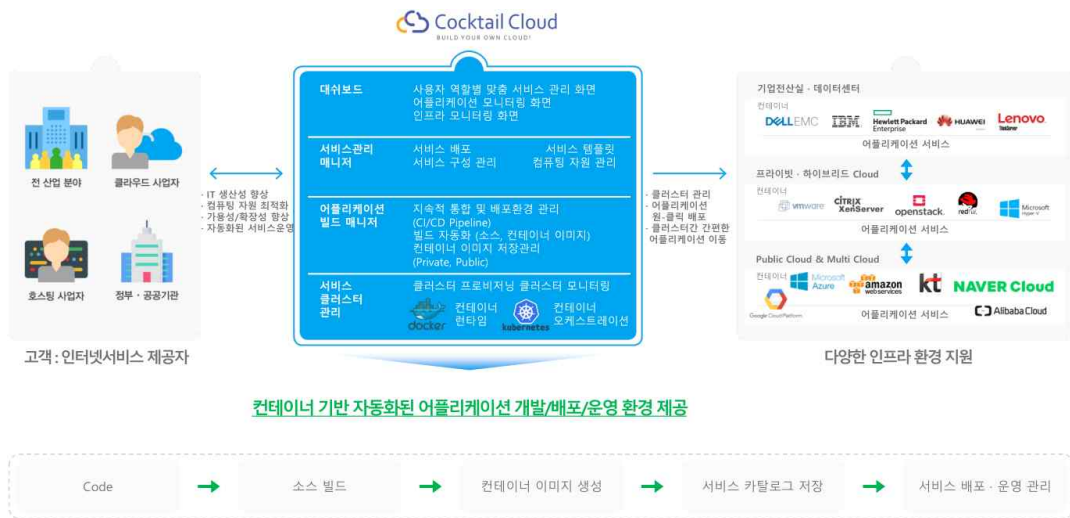 Cocktail Cloud
BUILD YOUR OWN CLOUD!
전 산업 분야
클라우드 사업자
호스팅 사업자
정부 · 공공기관
고객 : 인터넷서비스 제공자
· IT 생산성 향상
· 컴퓨팅 자원 최적화
· 가용성/확장성 향상
· 자동화된 서비스운영
대쉬보드
사용자 역할별 맞춤 서비스 관리 화면
어플리케이션 모니터링 화면
인프라 모니터링 화면
서비스관리
매니저
서비스 배포 서비스 템플릿
서비스 구성 관리 컴퓨팅 자원 관리
어플리케이션
빌드 매니저
지속적 통합 및 배포환경 관리
(CI/CD Pipeline)
빌드 자동화 (소스, 컨테이너 이미지)
컨테이너 이미지 저장관리
(Private, Public)
서비스
클러스터
관리
클러스터 프로비저닝 클러스터 모니터링
docker
컨테이너
런타임
kubernetes
컨테이너
오케스트레이션
· 클러스터 관리
· 어플리케이션
원-클릭 배포
· 클러스터간 간편한
어플리케이션 이동
기업전산실 · 데이터센터
컨테이너
DELLEMC IBM Hewlett Packard
Enterprise
HUAWEI Lenovo
어플리케이션 서비스
프라이빗 · 하이브리드 Cloud
컨테이너
vmware CİTRIX
XenServer
openstack. Microsoft
Hyper-V
어플리케이션 서비스
Public Cloud & Multi Cloud
컨테이너
Microsoft
Azure
amazon
webservices
kt NAVER Cloud
Google Cloud Platform
어플리케이션 서비스
Alibaba Cloud
다양한 인프라 환경 지원
컨테이너 기반 자동화된 어플리케이션 개발/배포/운영 환경 제공
Code
소스 빌드
컨테이너 이미지 생성
서비스 카탈로그 저장
서비스 배포 · 운영 관리